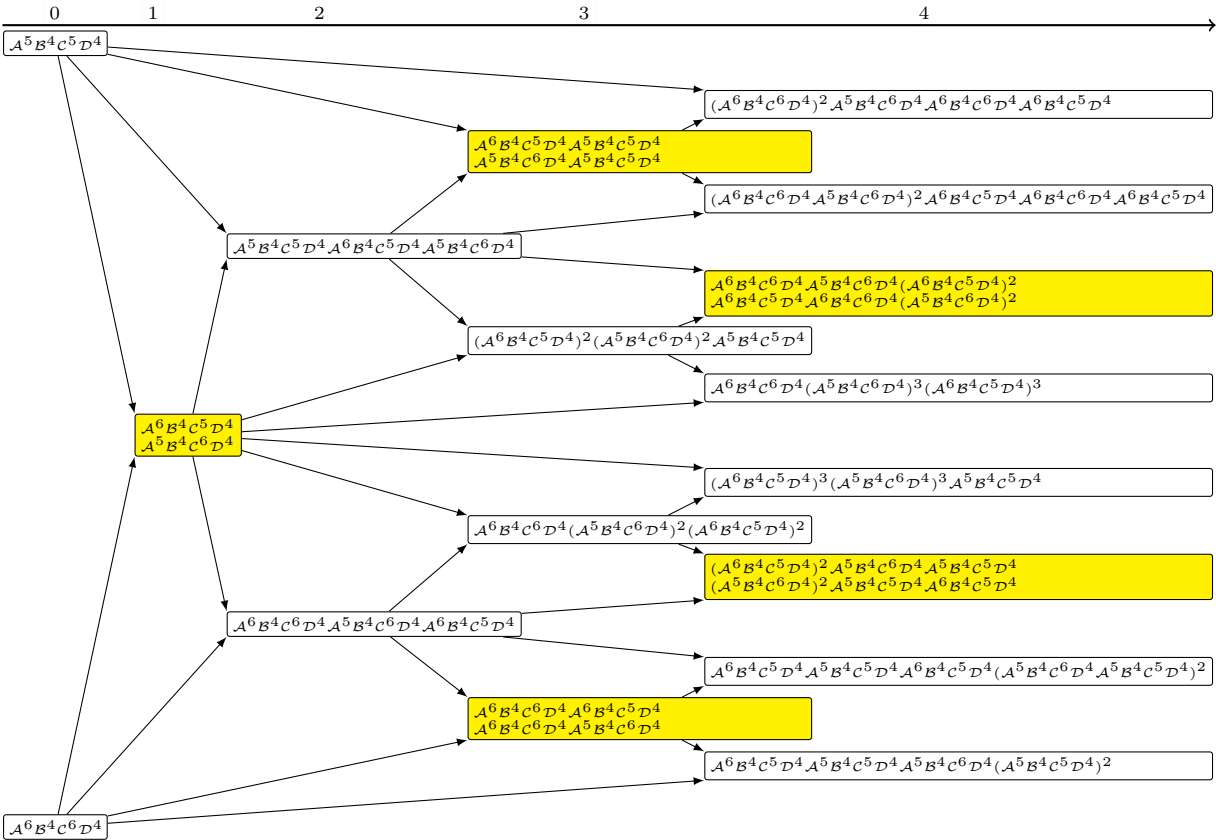 0 1 2 3 4
𝒜⁵ℬ⁴𝒞⁵𝒟⁴
(𝒜⁶ℬ⁴𝒞⁶𝒟⁴)²𝒜⁵ℬ⁴𝒞⁶𝒟⁴𝒜⁶ℬ⁴𝒞⁶𝒟⁴𝒜⁶ℬ⁴𝒞⁵𝒟⁴
𝒜⁶ℬ⁴𝒞⁵𝒟⁴𝒜⁵ℬ⁴𝒞⁵𝒟⁴
𝒜⁵ℬ⁴𝒞⁶𝒟⁴𝒜⁵ℬ⁴𝒞⁵𝒟⁴
(𝒜⁶ℬ⁴𝒞⁶𝒟⁴𝒜⁵ℬ⁴𝒞⁶𝒟⁴)²𝒜⁶ℬ⁴𝒞⁵𝒟⁴𝒜⁶ℬ⁴𝒞⁶𝒟⁴𝒜⁶ℬ⁴𝒞⁵𝒟⁴
𝒜⁵ℬ⁴𝒞⁵𝒟⁴𝒜⁶ℬ⁴𝒞⁵𝒟⁴𝒜⁵ℬ⁴𝒞⁶𝒟⁴
𝒜⁶ℬ⁴𝒞⁶𝒟⁴𝒜⁵ℬ⁴𝒞⁶𝒟⁴(𝒜⁶ℬ⁴𝒞⁵𝒟⁴)²
𝒜⁶ℬ⁴𝒞⁵𝒟⁴𝒜⁶ℬ⁴𝒞⁶𝒟⁴(𝒜⁵ℬ⁴𝒞⁶𝒟⁴)²
(𝒜⁶ℬ⁴𝒞⁵𝒟⁴)²(𝒜⁵ℬ⁴𝒞⁶𝒟⁴)²𝒜⁵ℬ⁴𝒞⁵𝒟⁴
𝒜⁶ℬ⁴𝒞⁶𝒟⁴(𝒜⁵ℬ⁴𝒞⁶𝒟⁴)³(𝒜⁶ℬ⁴𝒞⁵𝒟⁴)³
𝒜⁶ℬ⁴𝒞⁵𝒟⁴
𝒜⁵ℬ⁴𝒞⁶𝒟⁴
(𝒜⁶ℬ⁴𝒞⁵𝒟⁴)³(𝒜⁵ℬ⁴𝒞⁶𝒟⁴)³𝒜⁵ℬ⁴𝒞⁵𝒟⁴
𝒜⁶ℬ⁴𝒞⁶𝒟⁴(𝒜⁵ℬ⁴𝒞⁶𝒟⁴)²(𝒜⁶ℬ⁴𝒞⁵𝒟⁴)²
(𝒜⁶ℬ⁴𝒞⁵𝒟⁴)²𝒜⁵ℬ⁴𝒞⁶𝒟⁴𝒜⁵ℬ⁴𝒞⁵𝒟⁴
(𝒜⁵ℬ⁴𝒞⁶𝒟⁴)²𝒜⁵ℬ⁴𝒞⁵𝒟⁴𝒜⁶ℬ⁴𝒞⁵𝒟⁴
𝒜⁶ℬ⁴𝒞⁶𝒟⁴𝒜⁵ℬ⁴𝒞⁶𝒟⁴𝒜⁶ℬ⁴𝒞⁵𝒟⁴
𝒜⁶ℬ⁴𝒞⁵𝒟⁴𝒜⁵ℬ⁴𝒞⁵𝒟⁴𝒜⁶ℬ⁴𝒞⁵𝒟⁴(𝒜⁵ℬ⁴𝒞⁶𝒟⁴𝒜⁵ℬ⁴𝒞⁵𝒟⁴)²
𝒜⁶ℬ⁴𝒞⁶𝒟⁴𝒜⁶ℬ⁴𝒞⁵𝒟⁴
𝒜⁶ℬ⁴𝒞⁶𝒟⁴𝒜⁵ℬ⁴𝒞⁶𝒟⁴
𝒜⁶ℬ⁴𝒞⁵𝒟⁴𝒜⁵ℬ⁴𝒞⁵𝒟⁴𝒜⁵ℬ⁴𝒞⁶𝒟⁴(𝒜⁵ℬ⁴𝒞⁵𝒟⁴)²
𝒜⁶ℬ⁴𝒞⁶𝒟⁴